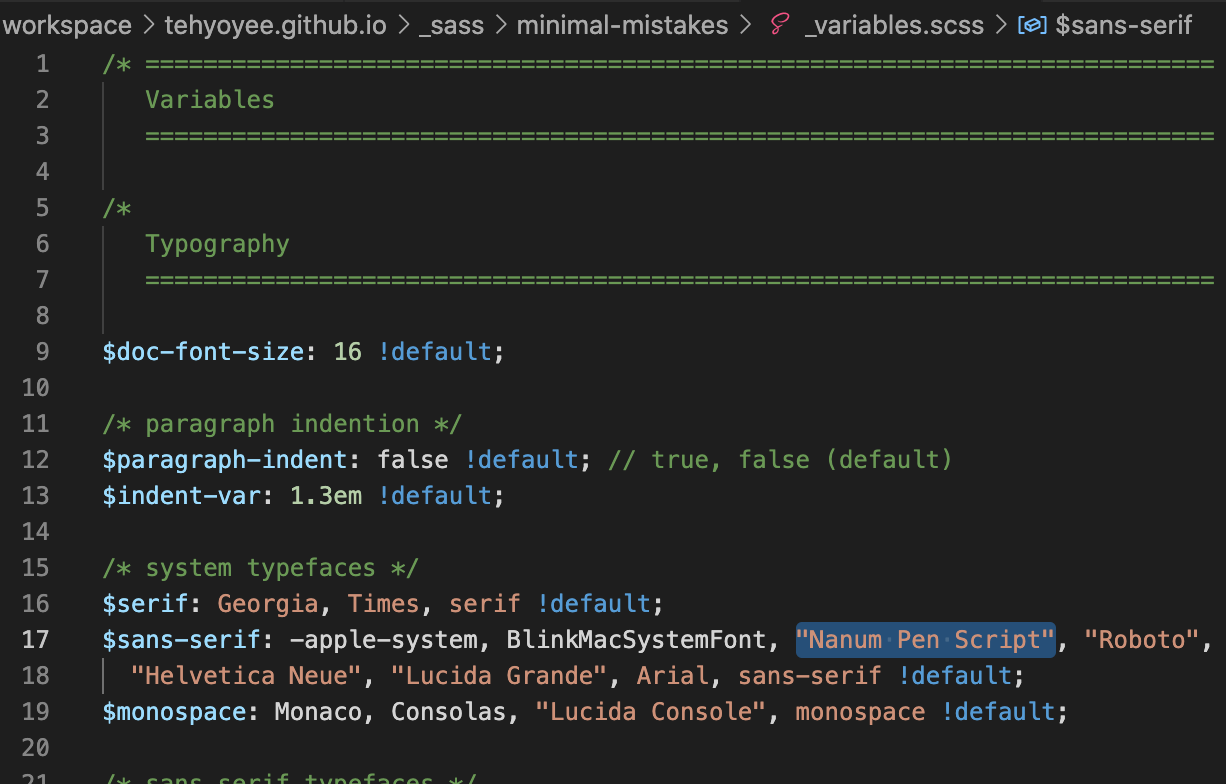 workspace > tehyoyee.github.io > _sass > minimal-mistakes > _variables.scss > $sans-serif
1 /* ==========================================================================
2 Variables
3 ==========================================================================
4
5 /*
6 Typography
7 ==========================================================================
8
9 $doc-font-size: 16 !default;
10
11 /* paragraph indention */
12 $paragraph-indent: false !default; // true, false (default)
13 $indent-var: 1.3em !default;
14
15 /* system typefaces */
16 $serif: Georgia, Times, serif !default;
17 $sans-serif: -apple-system, BlinkMacSystemFont, "Nanum Pen Script", "Roboto",
18 "Helvetica Neue", "Lucida Grande", Arial, sans-serif !default;
19 $monospace: Monaco, Consolas, "Lucida Console", monospace !default;
20
21 /* sans serif typefaces */